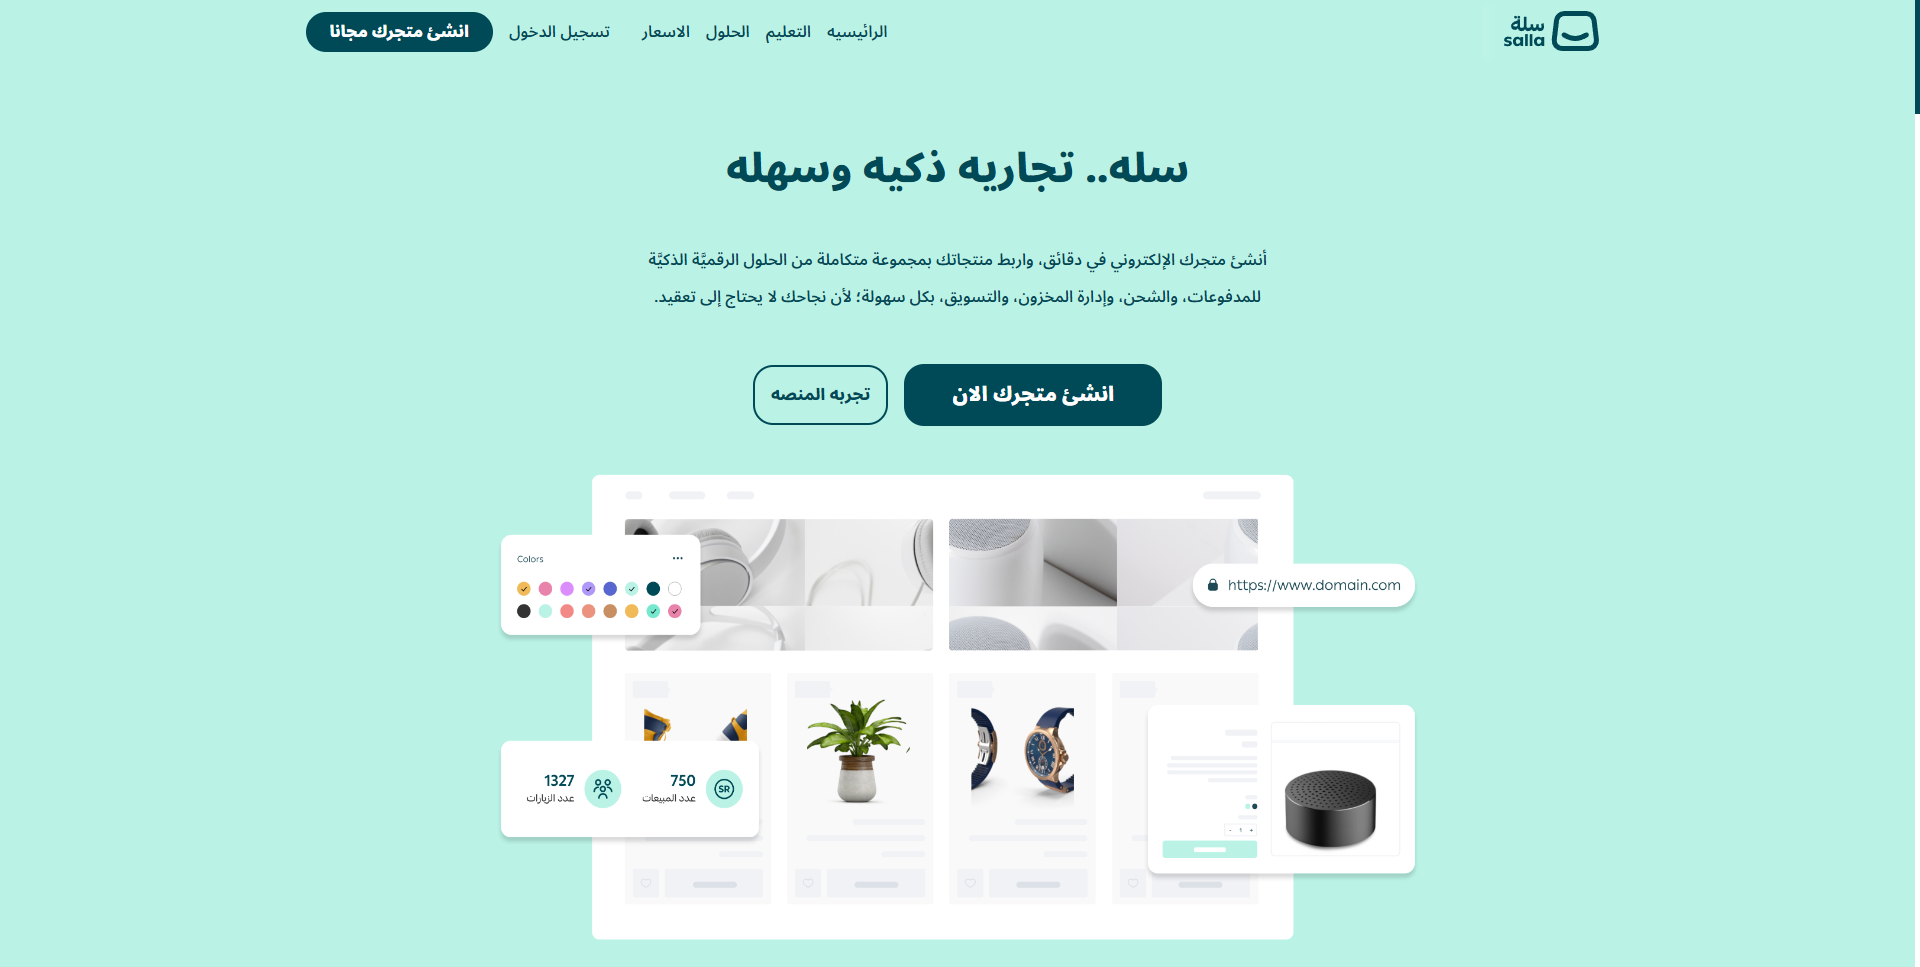 سلة
salla
الرائيسيه
التعليم
الحلول
الاسعار
تسجيل الدخول
انشئ متجرك مجانا
سله.. تجاريه ذكيه وسهله
أنشئ متجرك الإلكتروني في دقائق، واربط منتجاتك بمجموعة متكاملة من الحلول الرقميَّة الذكيَّة
للمدفوعات، والشحن، وإدارة المخزون، والتسويق، بكل سهولة؛ لأن نجاحك لا يحتاج إلى تعقيد.
انشئ متجرك الان
تجربه المنصه
Colors
https://www.domain.com
SR
750
عدد المبيعات
1327
عدد الزيارات
- 1 +